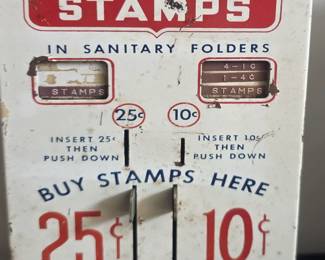 STAMPS
IN SANITARY FOLDERS
STAMPS
4-1¢
1-4¢
STAMPS
25¢ 10¢
INSERT 25¢
THEN
PUSH DOWN
INSERT 10¢
THEN
PUSH DOWN
BUY STAMPS HERE
25¢ 10¢